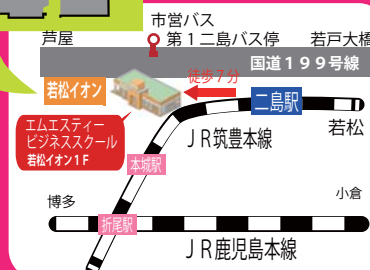 市営バス
芦屋
第１二島バス停
若戸大橋
国道１９９号線
若松イオン
徒歩７分
二島駅
エムエスティー
ビジネススクール
若松イオン１Ｆ
ＪＲ筑豊本線
若松
本城駅
博多
小倉
折尾駅
ＪＲ鹿児島本線